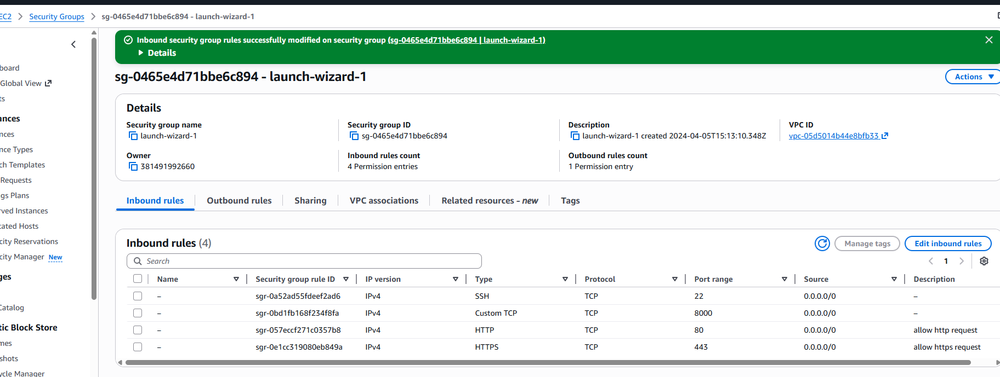 EC2 > Security Groups > sg-0465e4d71bbe6c894 - launch-wizard-1
Inbound security group rules successfully modified on security group (sg-0465e4d71bbe6c894 | launch-wizard-1)
Details
sg-0465e4d71bbe6c894 - launch-wizard-1
Actions
board
Global View
ts
ances
nces
nce Types
ch Templates
Requests
gs Plans
rved Instances
cated Hosts
city Reservations
city Manager New
ges
Catalog
tic Block Store
mes
shots
ycle Manager
Details
Security group name
launch-wizard-1
Security group ID
sg-0465e4d71bbe6c894
Description
launch-wizard-1 created 2024-04-05T15:13:10.348Z
VPC ID
vpc-05d5014b44e8bfb33
Owner
381491992660
Inbound rules count
4 Permission entries
Outbound rules count
1 Permission entry
Inbound rules Outbound rules Sharing VPC associations Related resources - new Tags
Inbound rules (4)
Manage tags Edit inbound rules
Search
1
Name Security group rule ID IP version Type Protocol Port range Source Description
– sgr-0a52ad55fdeef2ad6 IPv4 SSH TCP 22 0.0.0.0/0 –
– sgr-0bd1fb168f234f8fa IPv4 Custom TCP TCP 8000 0.0.0.0/0 –
– sgr-057eccf271c0357b8 IPv4 HTTP TCP 80 0.0.0.0/0 allow http request
– sgr-0e1cc319080eb849a IPv4 HTTPS TCP 443 0.0.0.0/0 allow https request